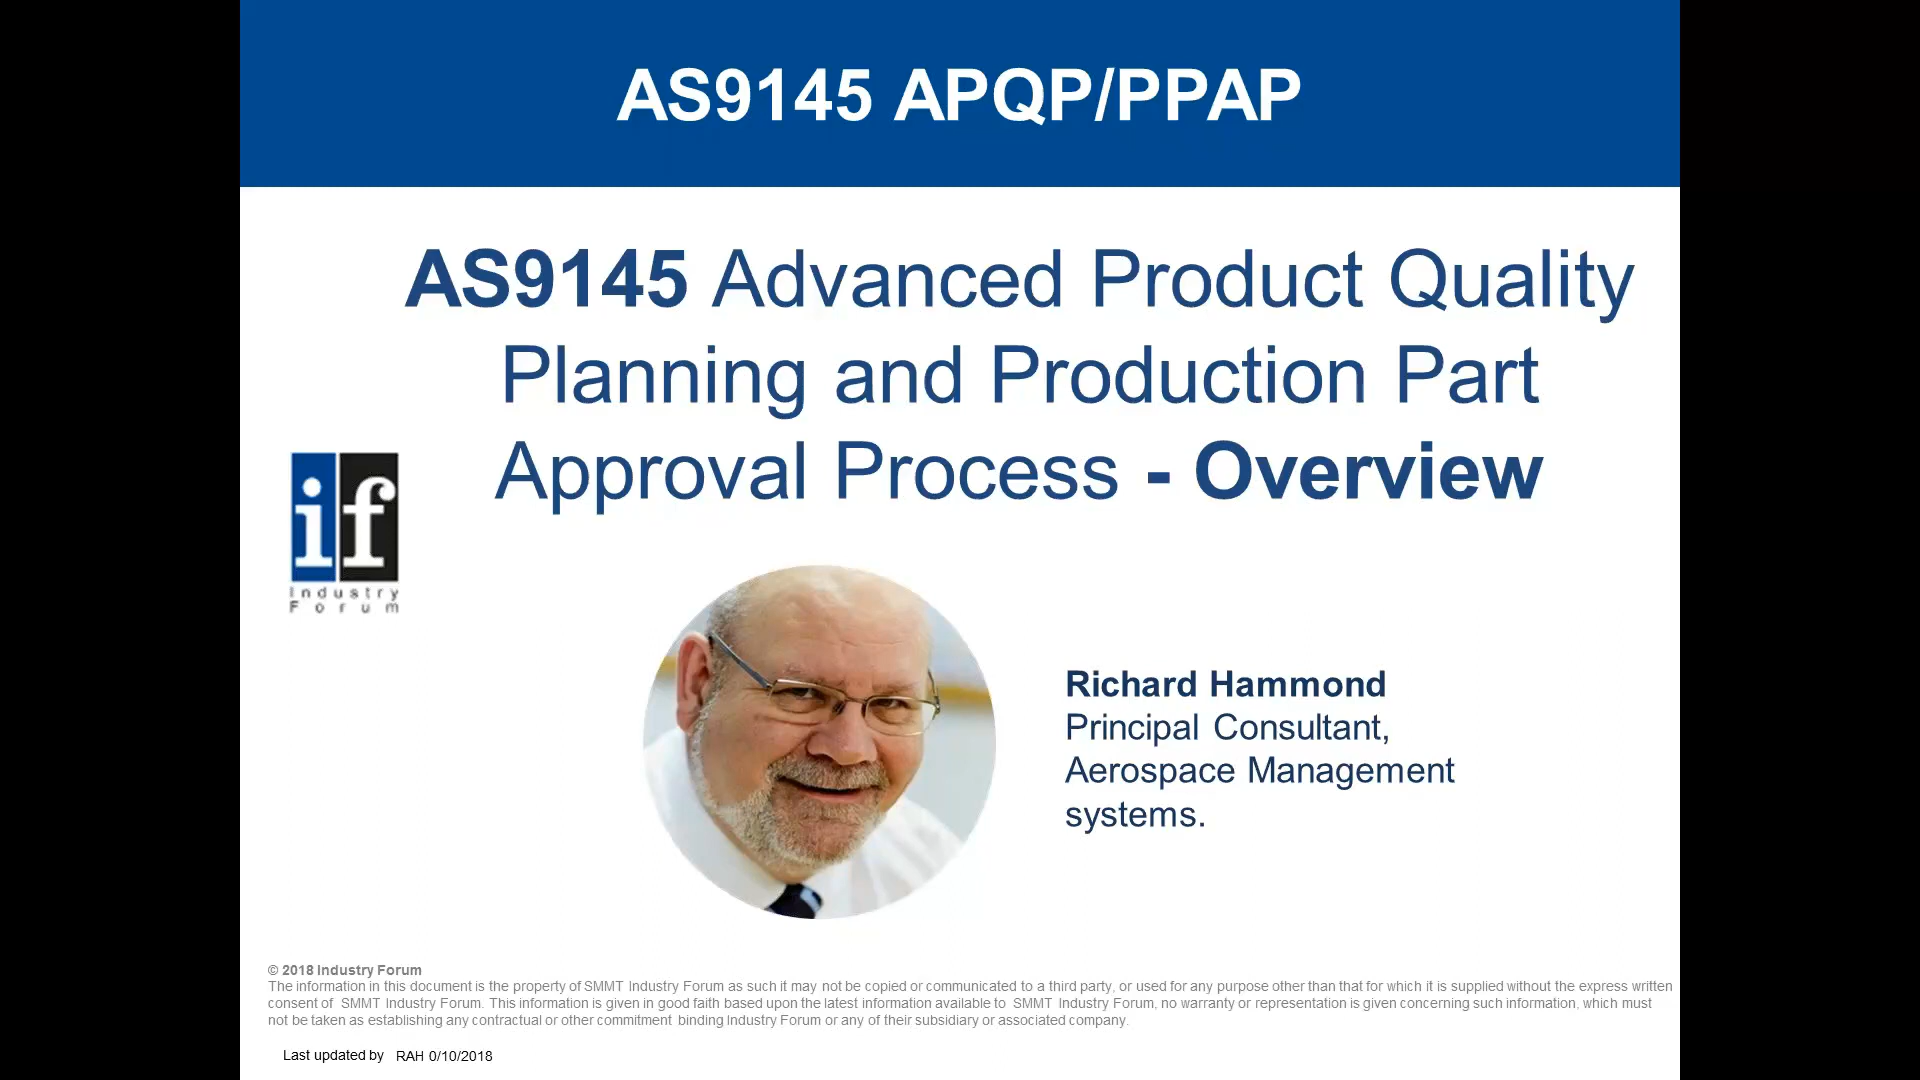 AS9145 APQP/PPAP
AS9145 Advanced Product Quality
Planning and Production Part
Approval Process - Overview
if
Industry
Forum
Richard Hammond
Principal Consultant,
Aerospace Management
systems.
© 2018 Industry Forum
The information in this document is the property of SMMT Industry Forum as such it may not be copied or communicated to a third party, or used for any purpose other than that for which it is supplied without the express written
consent of SMMT Industry Forum. This information is given in good faith based upon the latest information available to SMMT Industry Forum, no warranty or representation is given concerning such information, which must
not be taken as establishing any contractual or other commitment binding Industry Forum or any of their subsidiary or associated company.
Last updated by RAH 0/10/2018